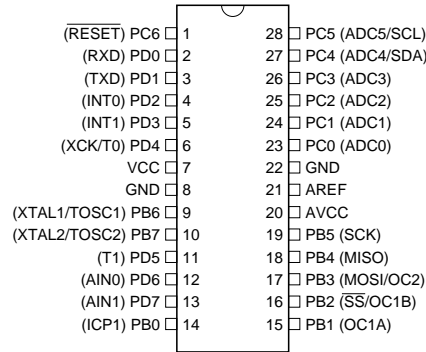 (RESET) PC6 1 28 PC5 (ADC5/SCL)
(RXD) PD0 2 27 PC4 (ADC4/SDA)
(TXD) PD1 3 26 PC3 (ADC3)
(INT0) PD2 4 25 PC2 (ADC2)
(INT1) PD3 5 24 PC1 (ADC1)
(XCK/T0) PD4 6 23 PC0 (ADC0)
VCC 7 22 GND
GND 8 21 AREF
(XTAL1/TOSC1) PB6 9 20 AVCC
(XTAL2/TOSC2) PB7 10 19 PB5 (SCK)
(T1) PD5 11 18 PB4 (MISO)
(AIN0) PD6 12 17 PB3 (MOSI/OC2)
(AIN1) PD7 13 16 PB2 (SS/OC1B)
(ICP1) PB0 14 15 PB1 (OC1A)